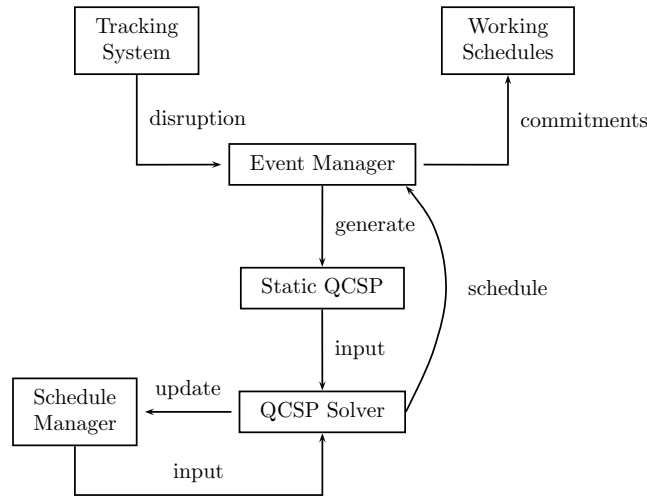 Tracking
System
Working
Schedules
disruption
commitments
Event Manager
generate
Static QCSP
schedule
input
Schedule
Manager
update
QCSP Solver
input